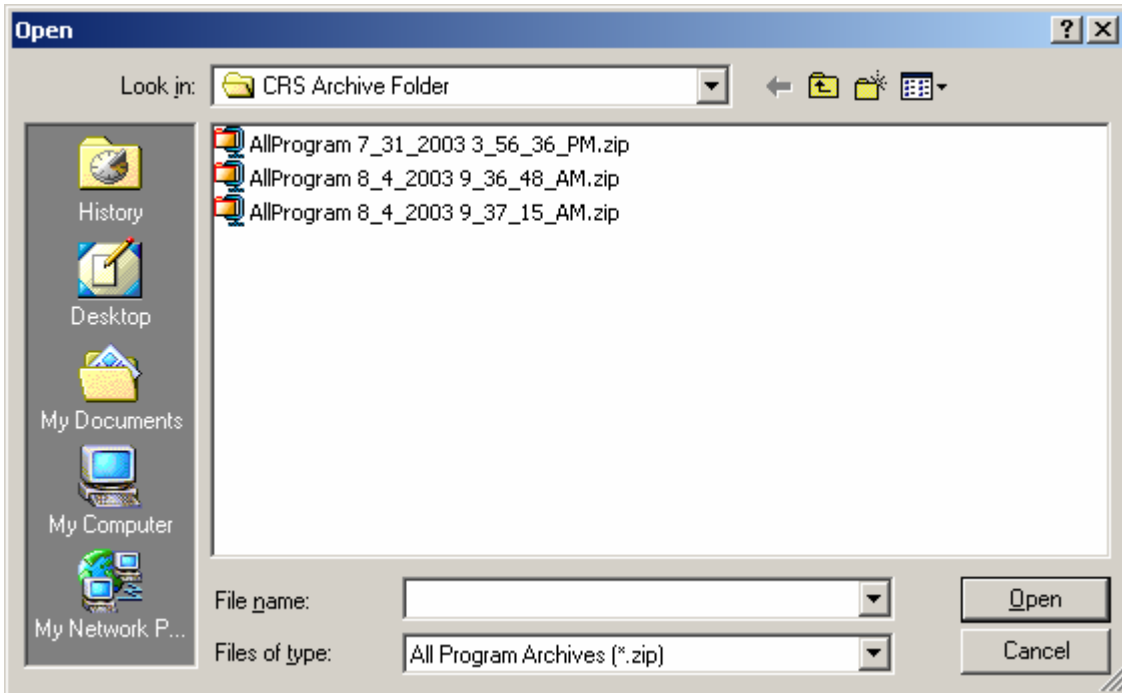 Open
Look in:
CRS Archive Folder
History
Desktop
My Documents
My Computer
My Network P...
AllProgram 7_31_2003 3_56_36_PM.zip
AllProgram 8_4_2003 9_36_48_AM.zip
AllProgram 8_4_2003 9_37_15_AM.zip
File name:
Open
Files of type:
All Program Archives (*.zip)
Cancel